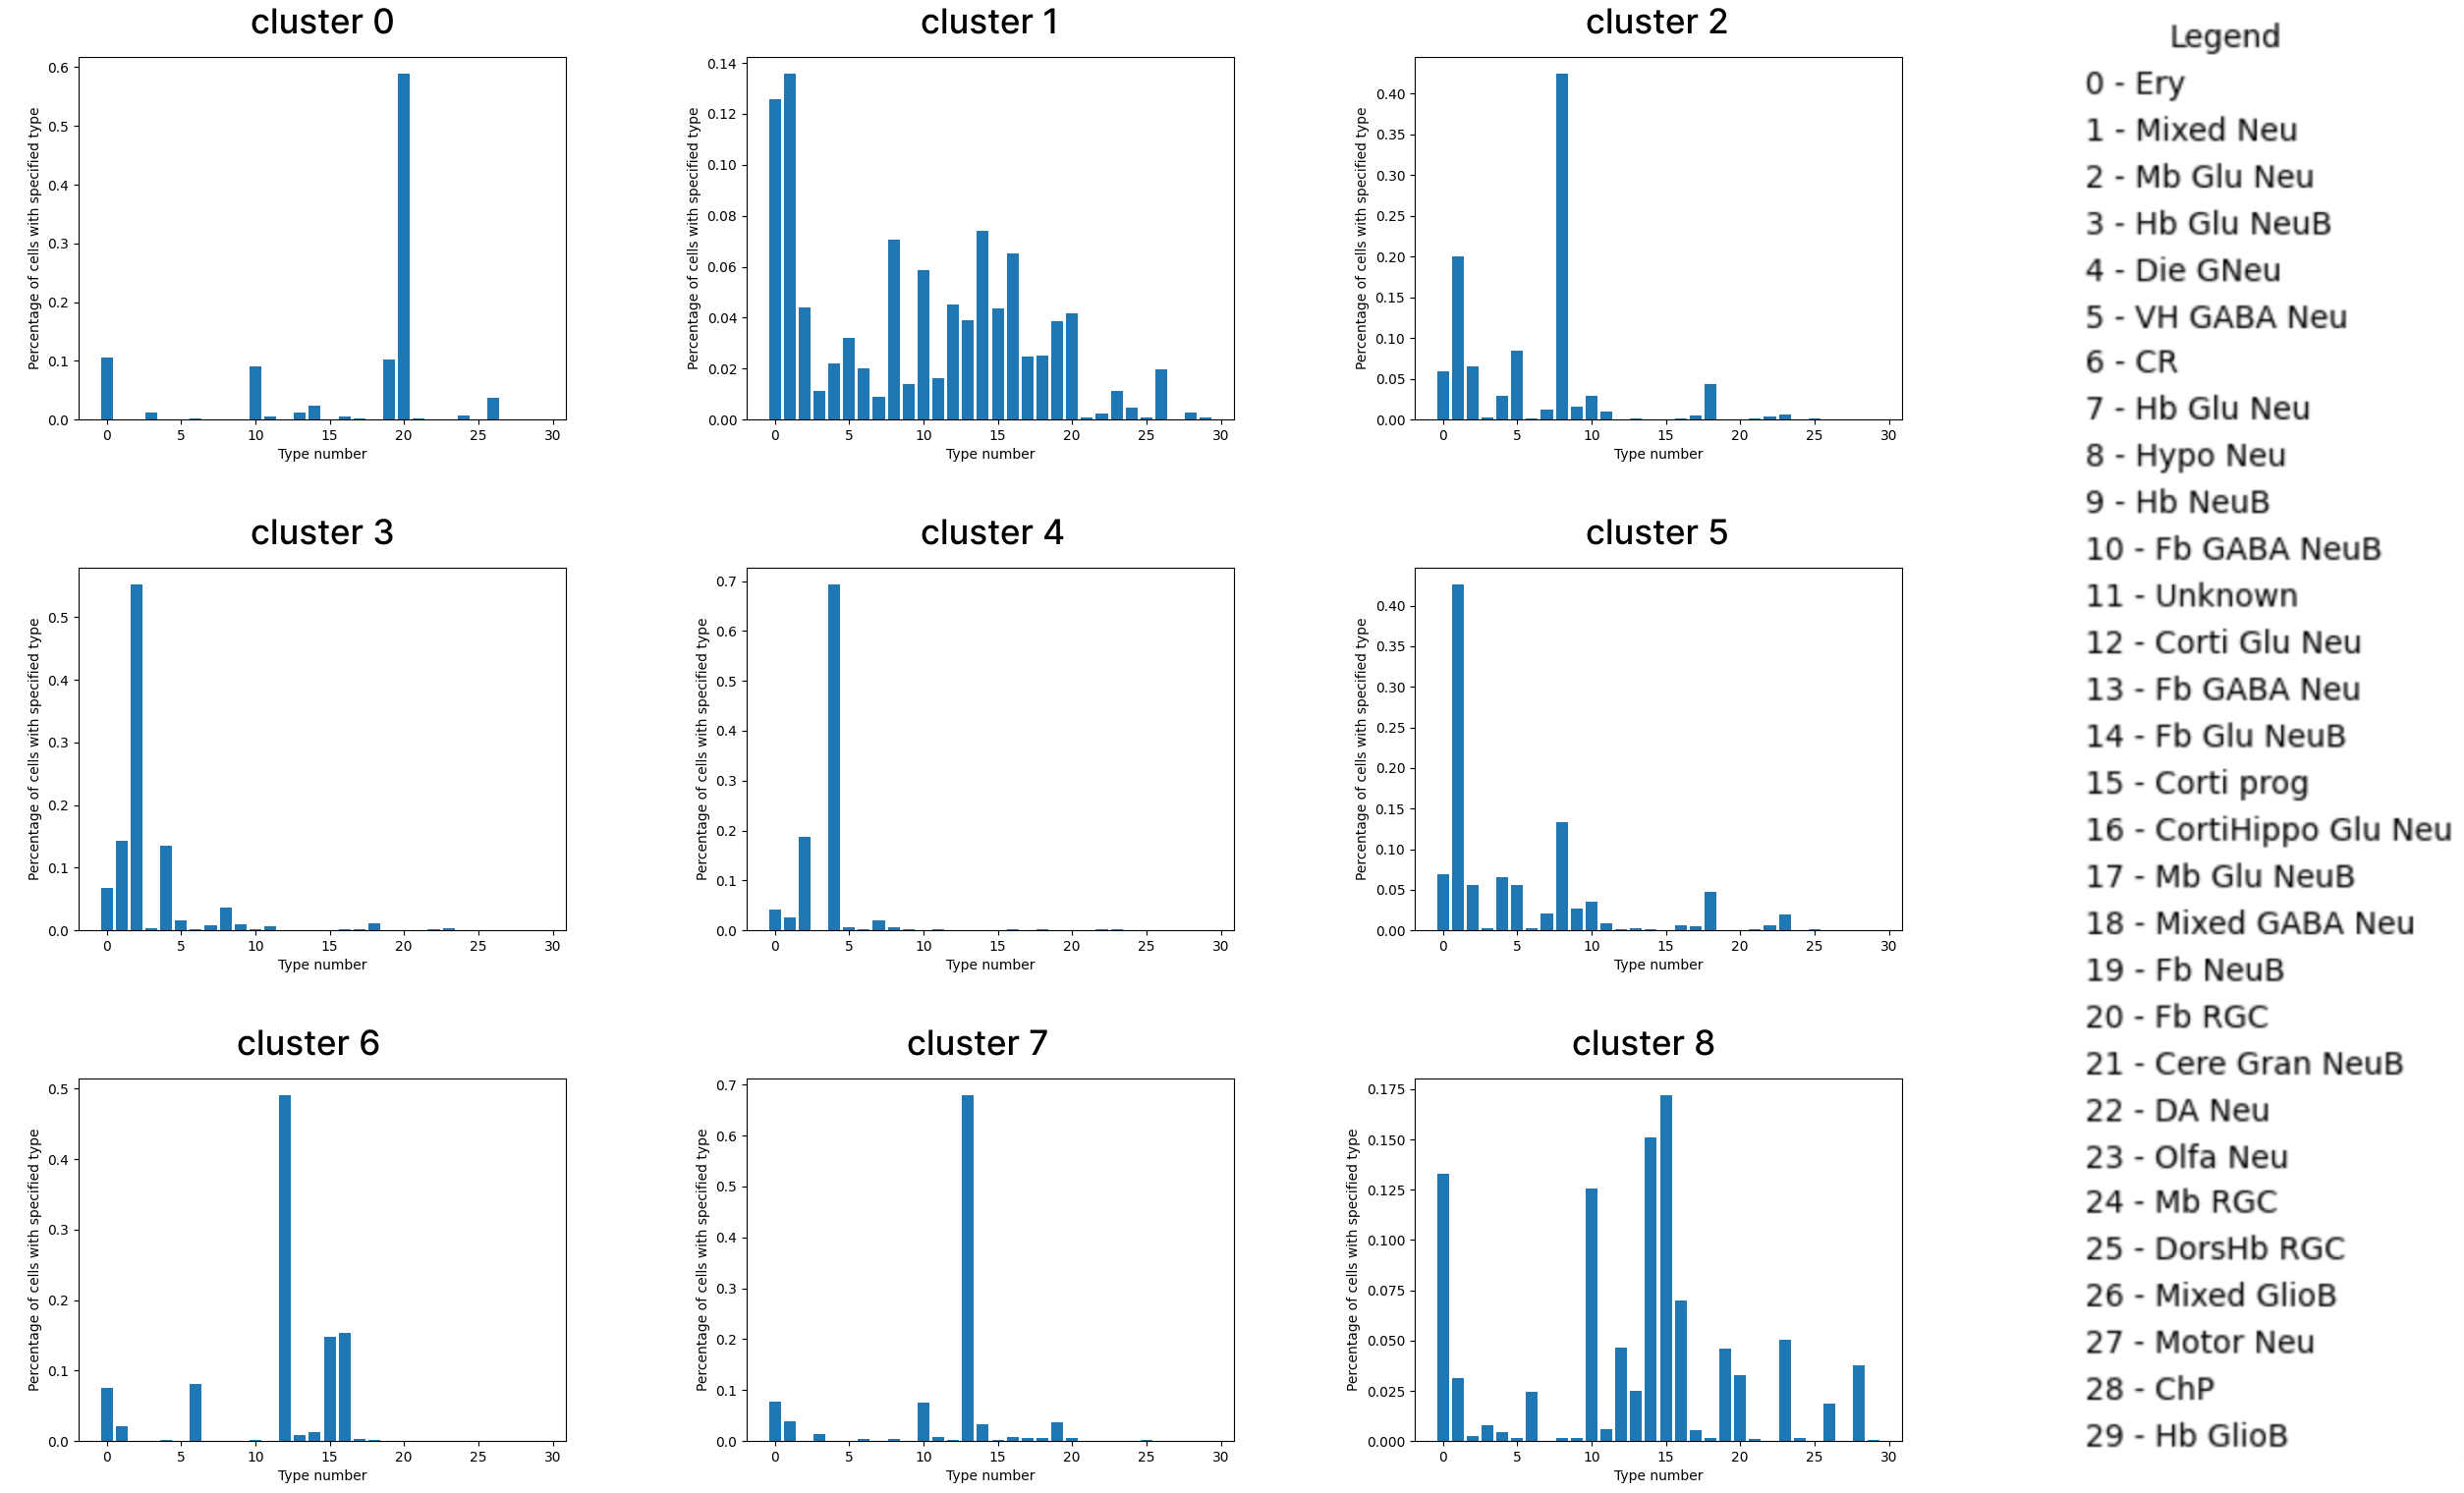 cluster 0
0.6
0.5
0.4
0.3
0.2
0.1
0.0
Percentage of cells with specified type
0 5 10 15 20 25 30
Type number
cluster 1
0.14
0.12
0.10
0.08
0.06
0.04
0.02
0.00
Percentage of cells with specified type
0 5 10 15 20 25 30
Type number
cluster 2
0.40
0.35
0.30
0.25
0.20
0.15
0.10
0.05
0.00
Percentage of cells with specified type
0 5 10 15 20 25 30
Type number
cluster 3
0.5
0.4
0.3
0.2
0.1
0.0
Percentage of cells with specified type
0 5 10 15 20 25 30
Type number
cluster 4
0.7
0.6
0.5
0.4
0.3
0.2
0.1
0.0
Percentage of cells with specified type
0 5 10 15 20 25 30
Type number
cluster 5
0.40
0.35
0.30
0.25
0.20
0.15
0.10
0.05
0.00
Percentage of cells with specified type
0 5 10 15 20 25 30
Type number
cluster 6
0.5
0.4
0.3
0.2
0.1
0.0
Percentage of cells with specified type
0 5 10 15 20 25 30
Type number
cluster 7
0.7
0.6
0.5
0.4
0.3
0.2
0.1
0.0
Percentage of cells with specified type
0 5 10 15 20 25 30
Type number
cluster 8
0.175
0.150
0.125
0.100
0.075
0.050
0.025
0.000
Percentage of cells with specified type
0 5 10 15 20 25 30
Type number
Legend
0 - Ery
1 - Mixed Neu
2 - Mb Glu Neu
3 - Hb Glu NeuB
4 - Die GNeu
5 - VH GABA Neu
6 - CR
7 - Hb Glu Neu
8 - Hypo Neu
9 - Hb NeuB
10 - Fb GABA NeuB
11 - Unknown
12 - Corti Glu Neu
13 - Fb GABA Neu
14 - Fb Glu NeuB
15 - Corti prog
16 - CortiHippo Glu Neu
17 - Mb Glu NeuB
18 - Mixed GABA Neu
19 - Fb NeuB
20 - Fb RGC
21 - Cere Gran NeuB
22 - DA Neu
23 - Olfa Neu
24 - Mb RGC
25 - DorsHb RGC
26 - Mixed GlioB
27 - Motor Neu
28 - ChP
29 - Hb GlioB